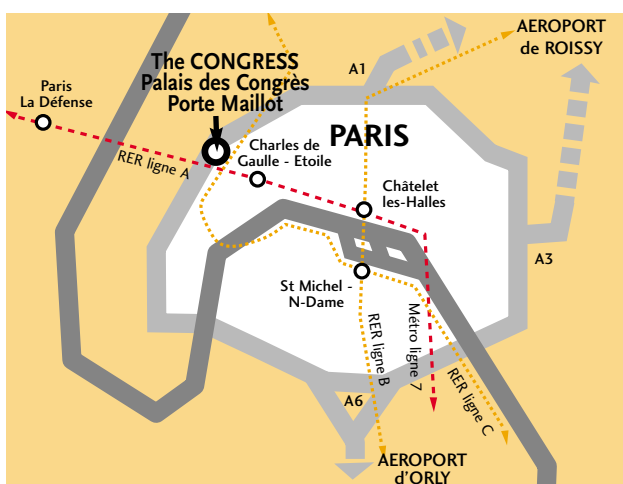 AEROPORT
de ROISSY
The CONGRESS
Palais des Congrès
Porte Maillot
A1
Paris
La Défense
PARIS
RER ligne A
Charles de
Gaulle - Etoile
Châtelet
les-Halles
A3
St Michel -
N-Dame
RER ligne B
Métro ligne 7
RER ligne C
A6
AEROPORT
d'ORLY